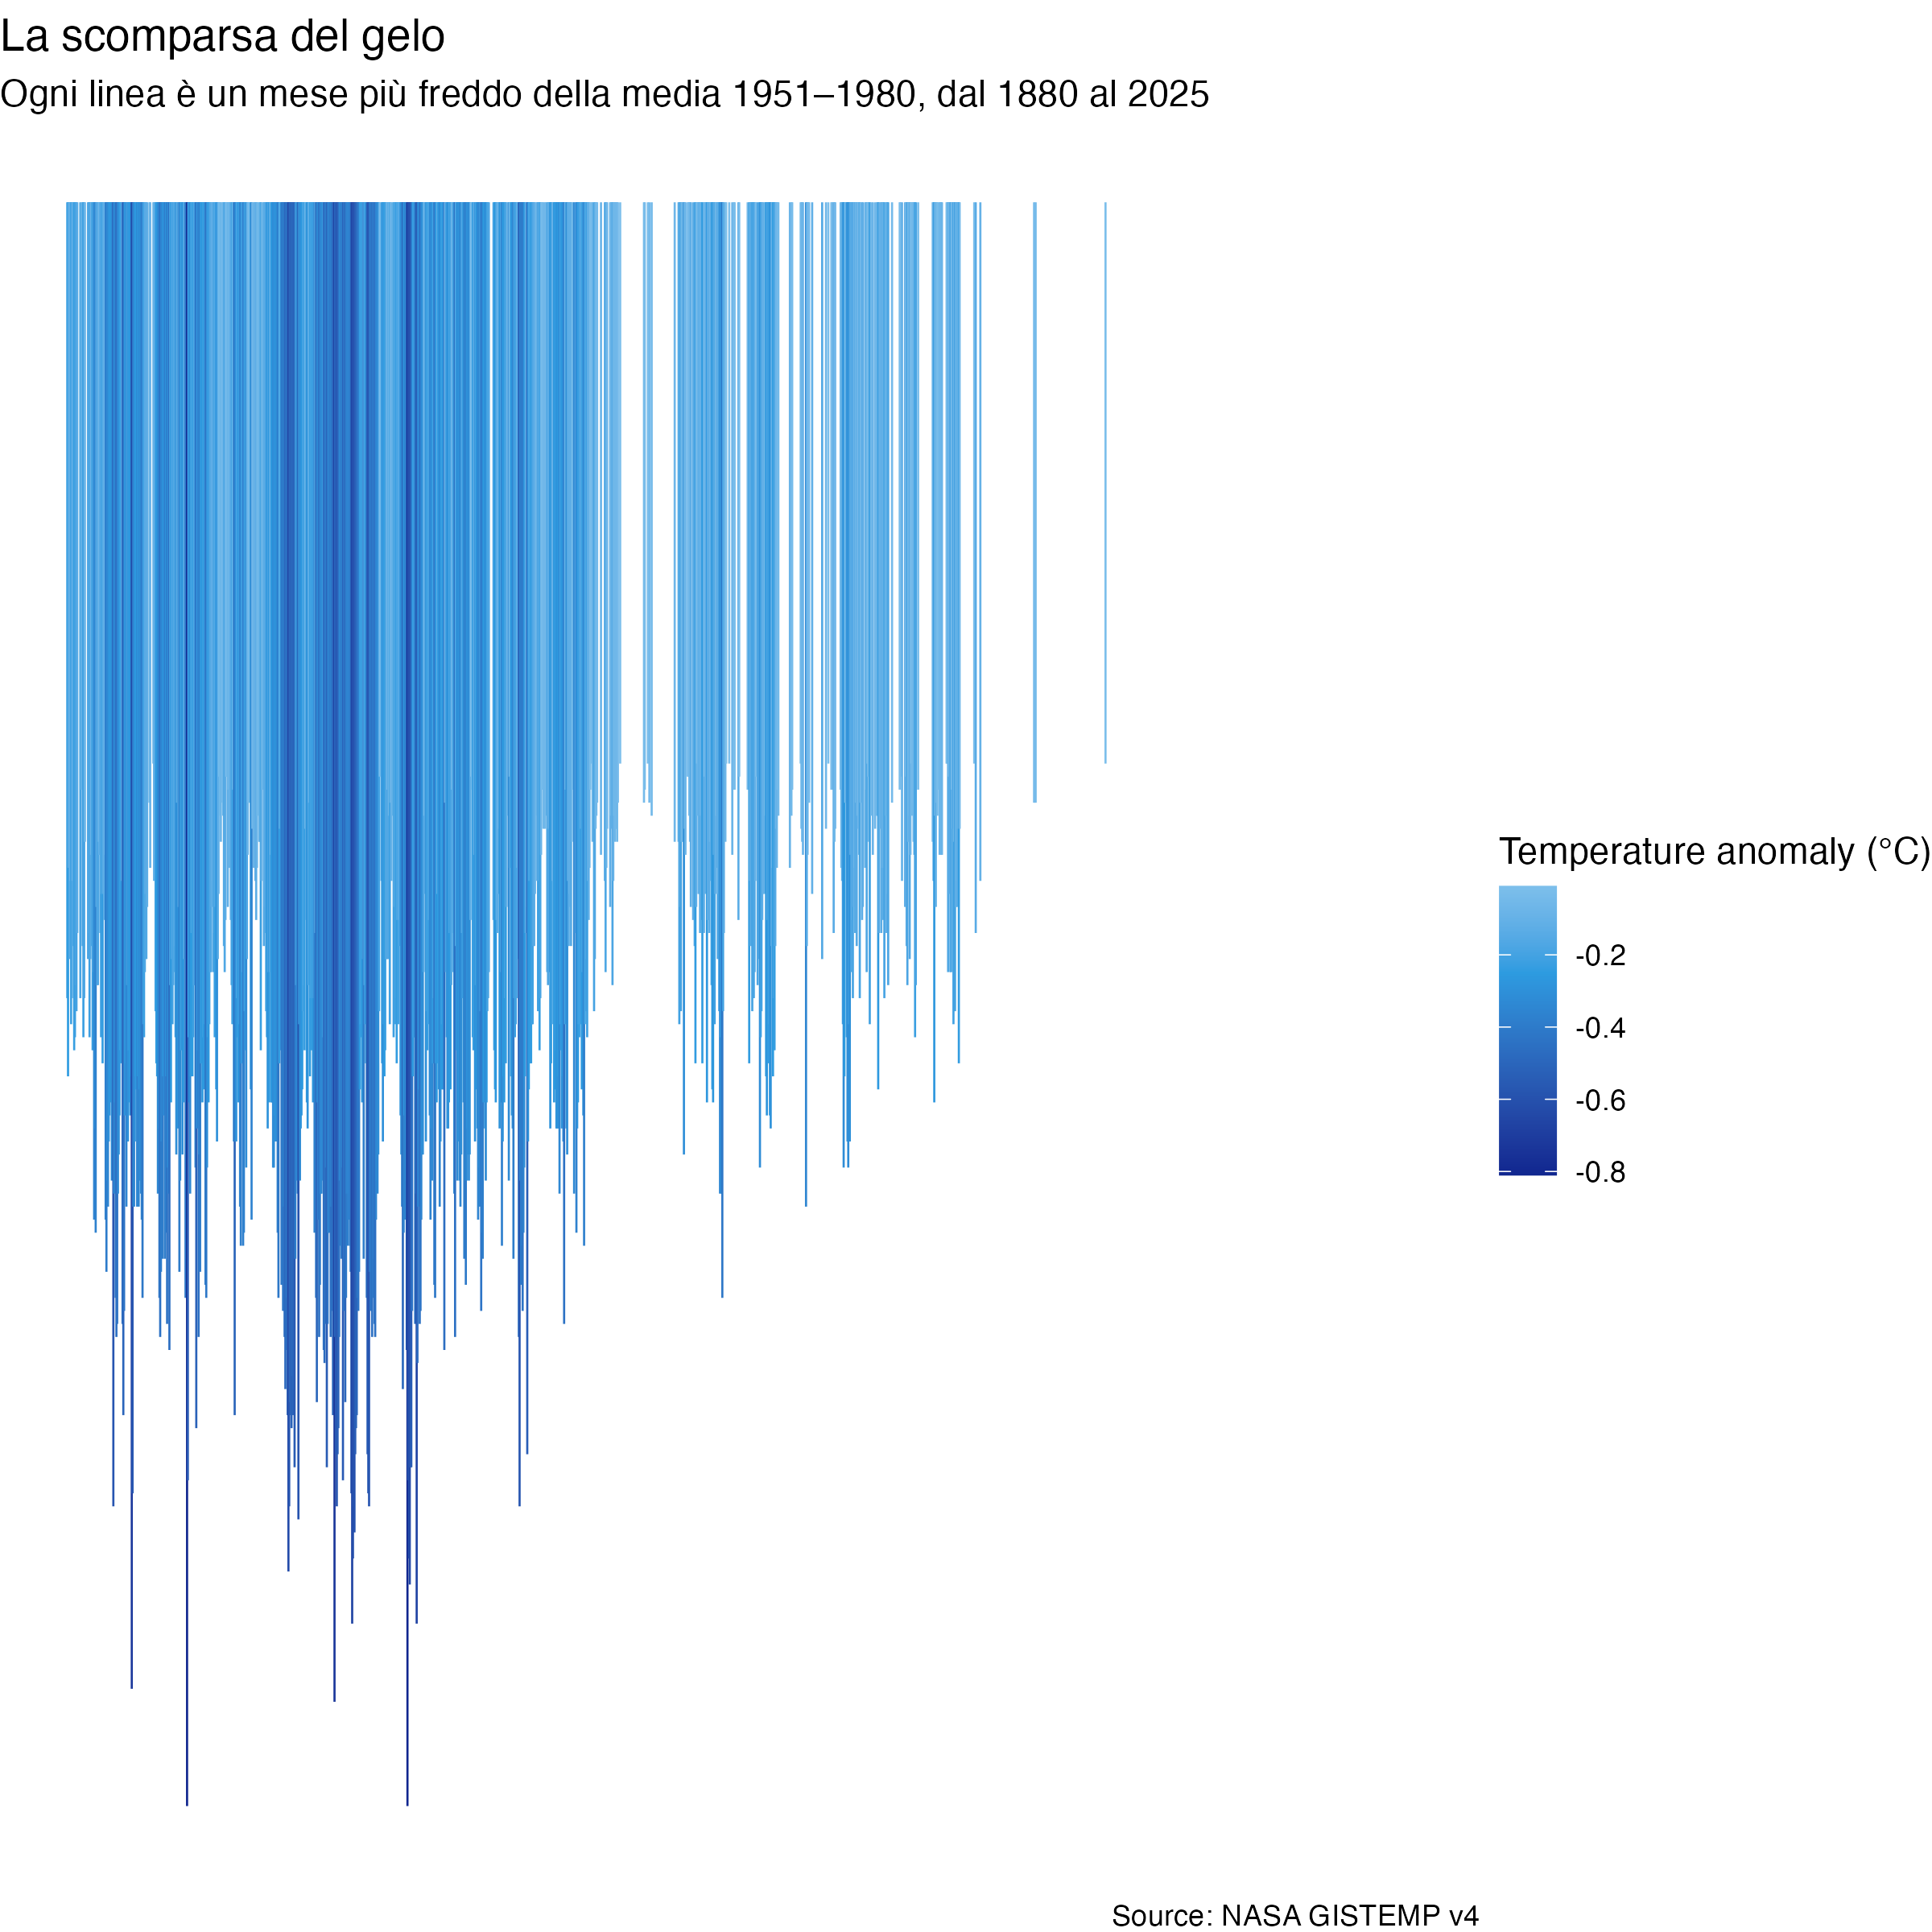 La scomparsa del gelo
Ogni linea è un mese più freddo della media 1951–1980, dal 1880 al 2025
Temperature anomaly (°C)
-0.2
-0.4
-0.6
-0.8
Source: NASA GISTEMP v4